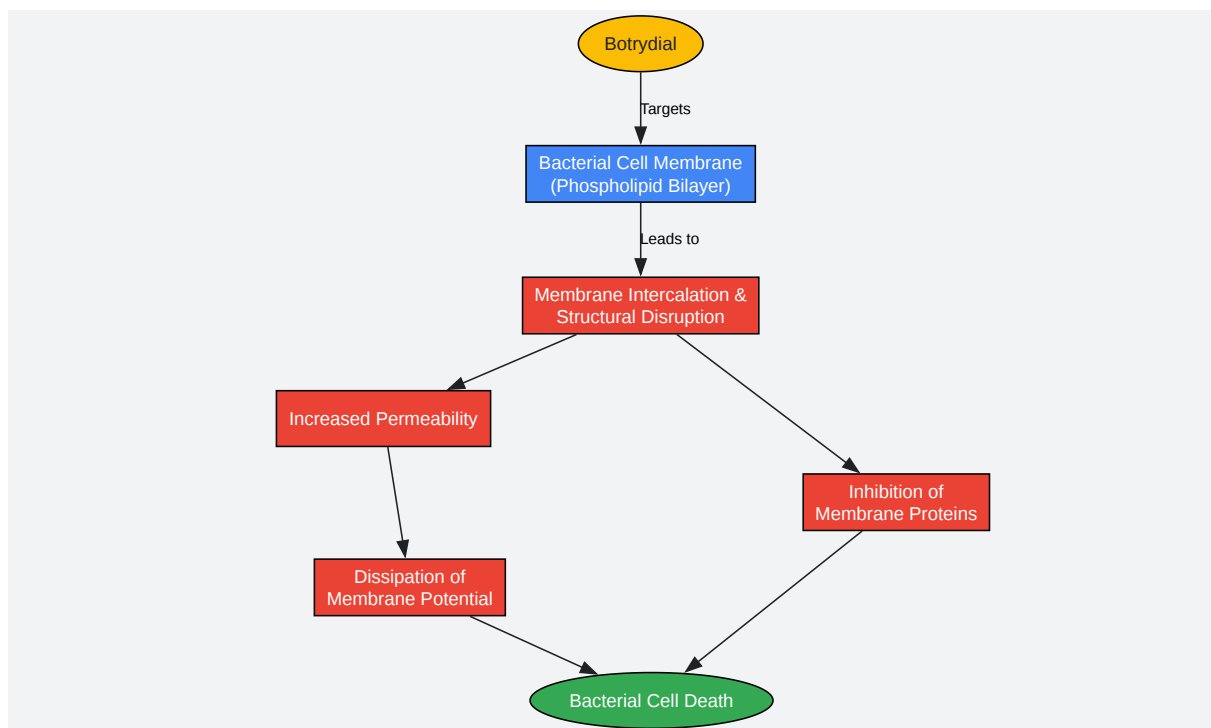 Botrydial
Targets
Bacterial Cell Membrane
(Phospholipid Bilayer)
Leads to
Membrane Intercalation &
Structural Disruption
Increased Permeability
Inhibition of
Membrane Proteins
Dissipation of
Membrane Potential
Bacterial Cell Death